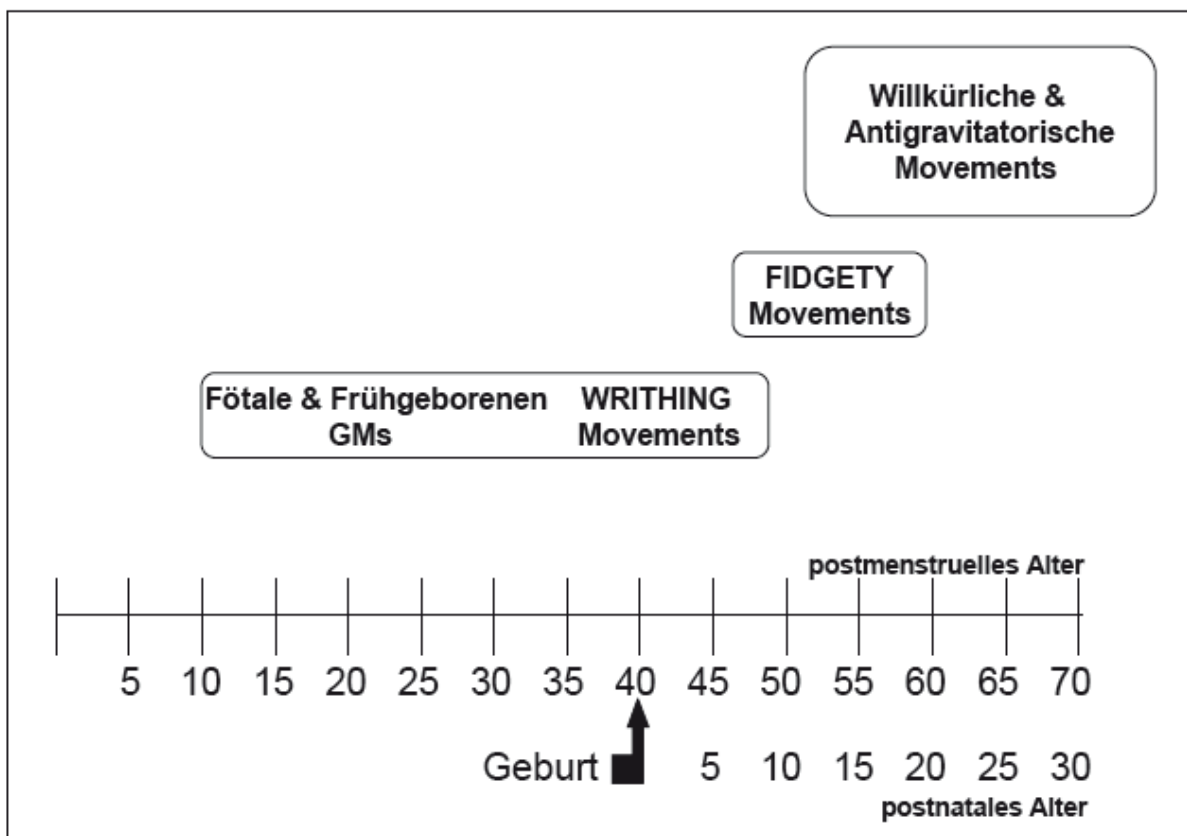 Willkürliche &
Antigravitatorische
Movements
FIDGETY
Movements
Fötale & Frühgeborenen WRITHING
GMs Movements
postmenstruelles Alter
5 10 15 20 25 30 35 40 45 50 55 60 65 70
Geburt 5 10 15 20 25 30
postnatales Alter